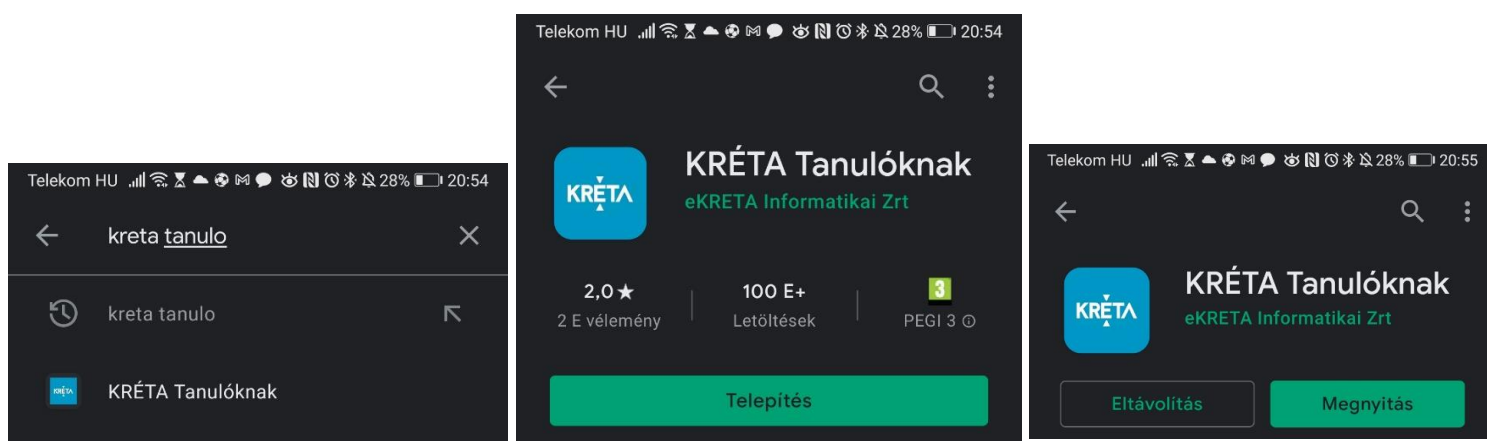 Telekom HU 28% 20:54
kreta tanulo
kreta tanulo
KRÉTA
KRÉTA Tanulóknak
Telekom HU 28% 20:54
KRÉTA
KRÉTA Tanulóknak
eKRETA Informatikai Zrt
2,0★ 100 E+ 3
2 E vélemény Letöltések PEGI 3
Telepítés
Telekom HU 28% 20:55
KRÉTA
KRÉTA Tanulóknak
eKRETA Informatikai Zrt
Eltávolítás Megnyitás